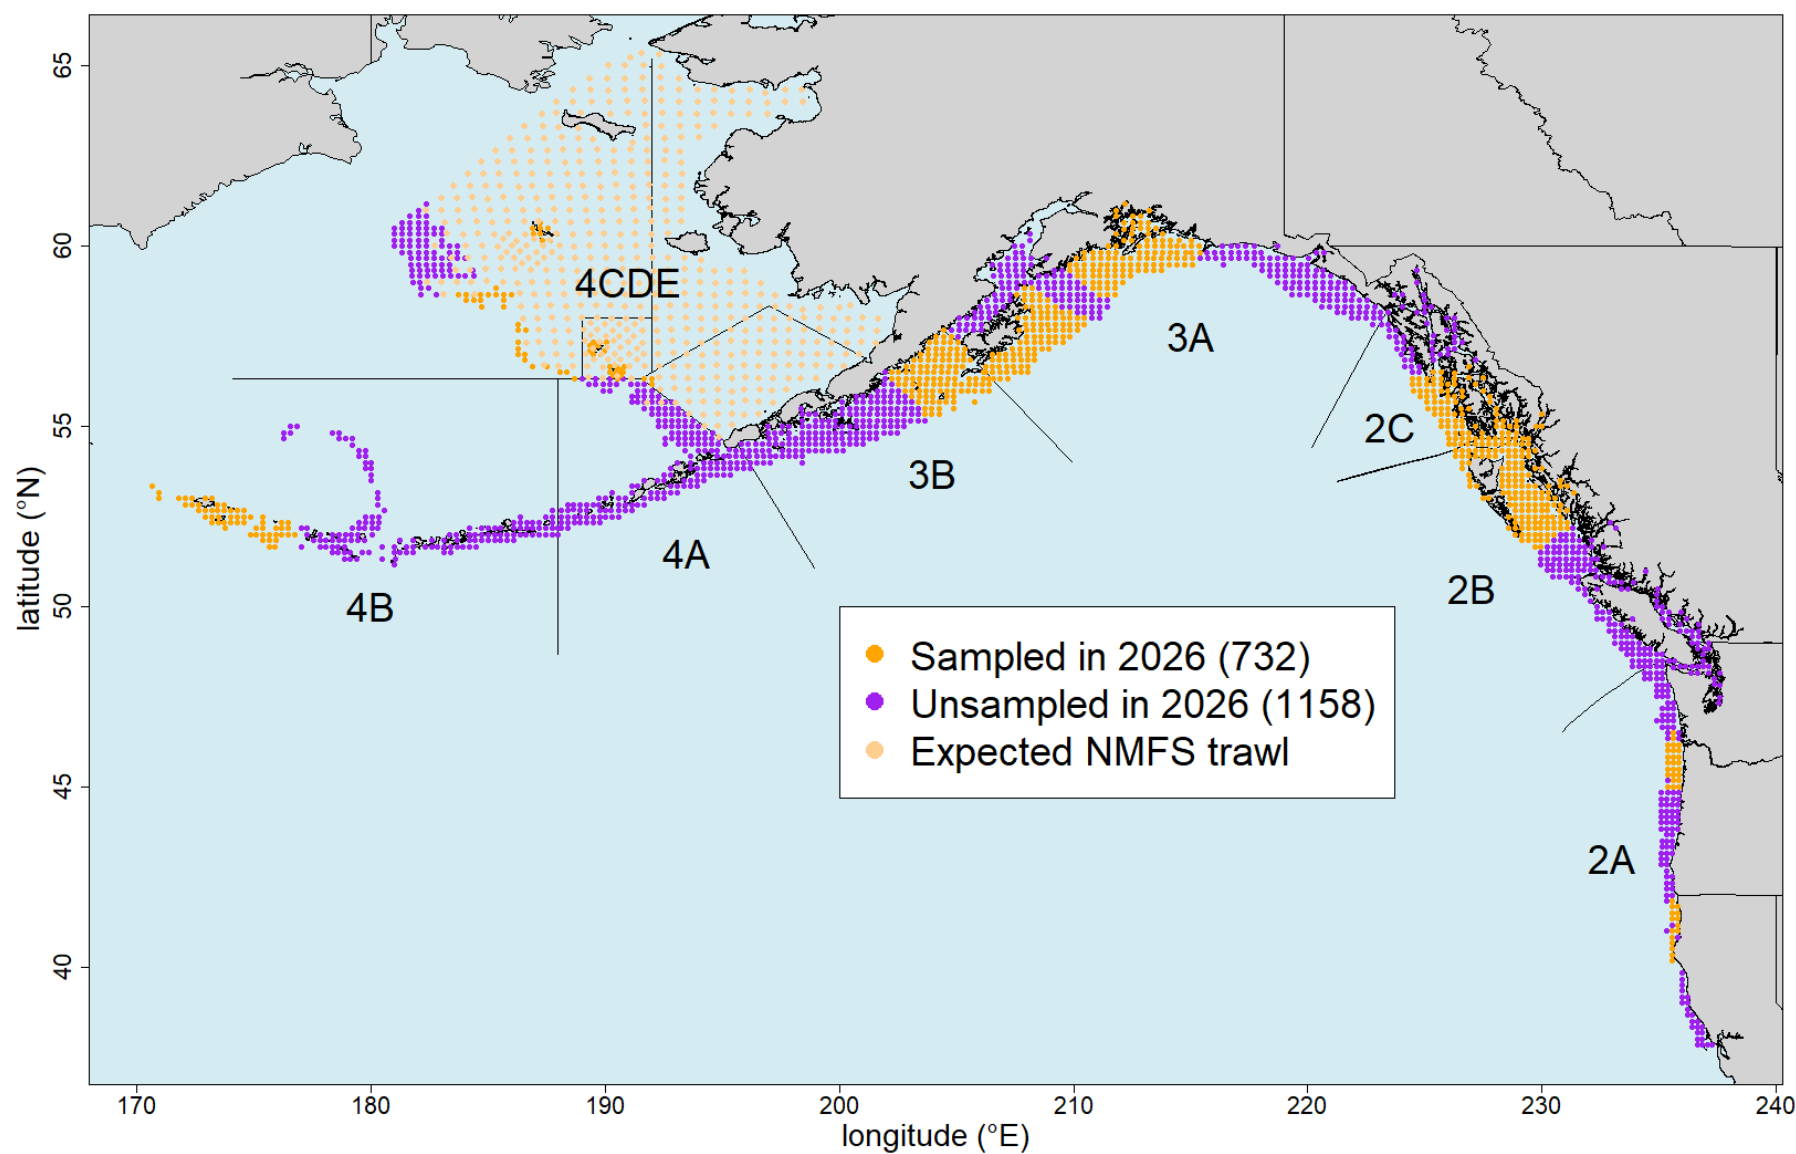 65
60
55
50
45
40
latitude (°N)
4CDE
3A
2C
3B
4A
2B
4B
Sampled in 2026 (732)
Unsampled in 2026 (1158)
Expected NMFS trawl
2A
170
180
190
200
210
220
230
240
longitude (°E)